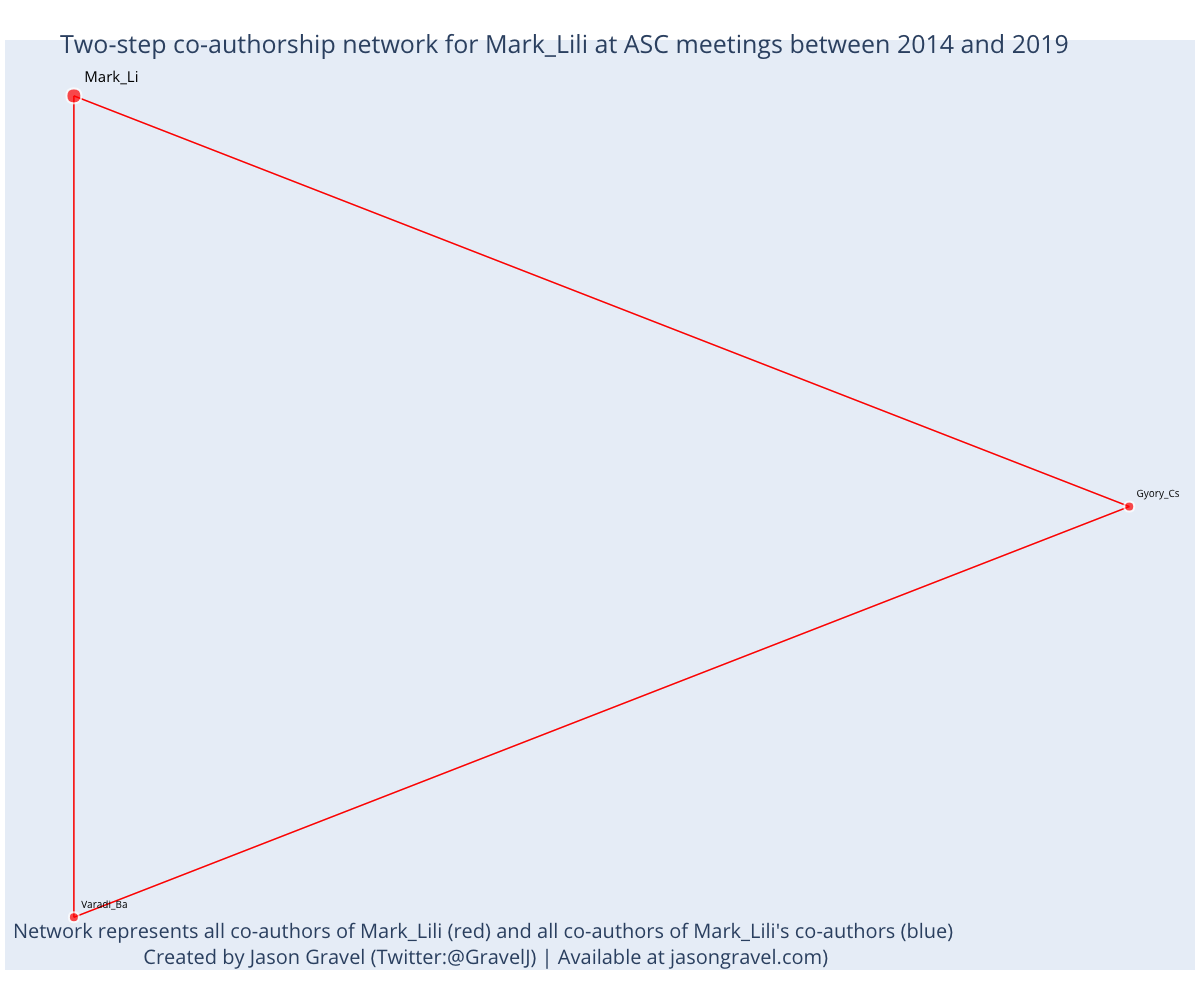 Two-step co-authorship network for Mark_Lili at ASC meetings between 2014 and 2019
Mark_Li
Gyory_Cs
Varadi_Ba
Network represents all co-authors of Mark_Lili (red) and all co-authors of Mark_Lili's co-authors (blue)
Created by Jason Gravel (Twitter:@GravelJ) | Available at jasongravel.com)